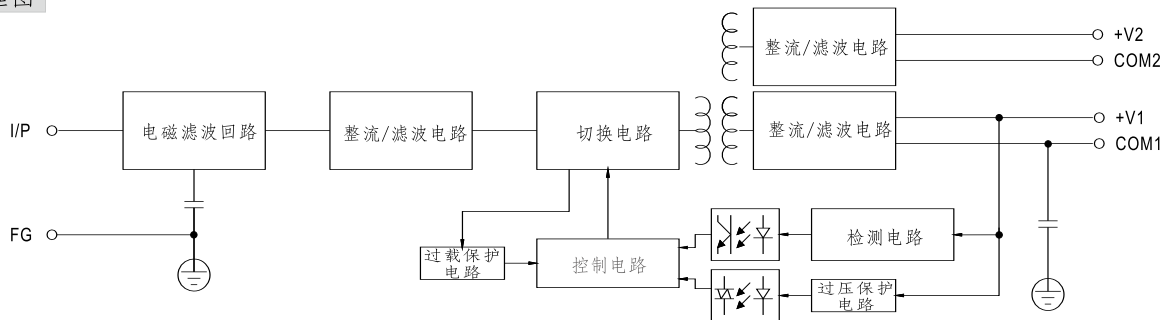 整流/滤波电路
+V2
COM2
I/P
电磁滤波回路
整流/滤波电路
切换电路
整流/滤波电路
+V1
COM1
FG
过载保护
电路
控制电路
检测电路
过压保护
电路